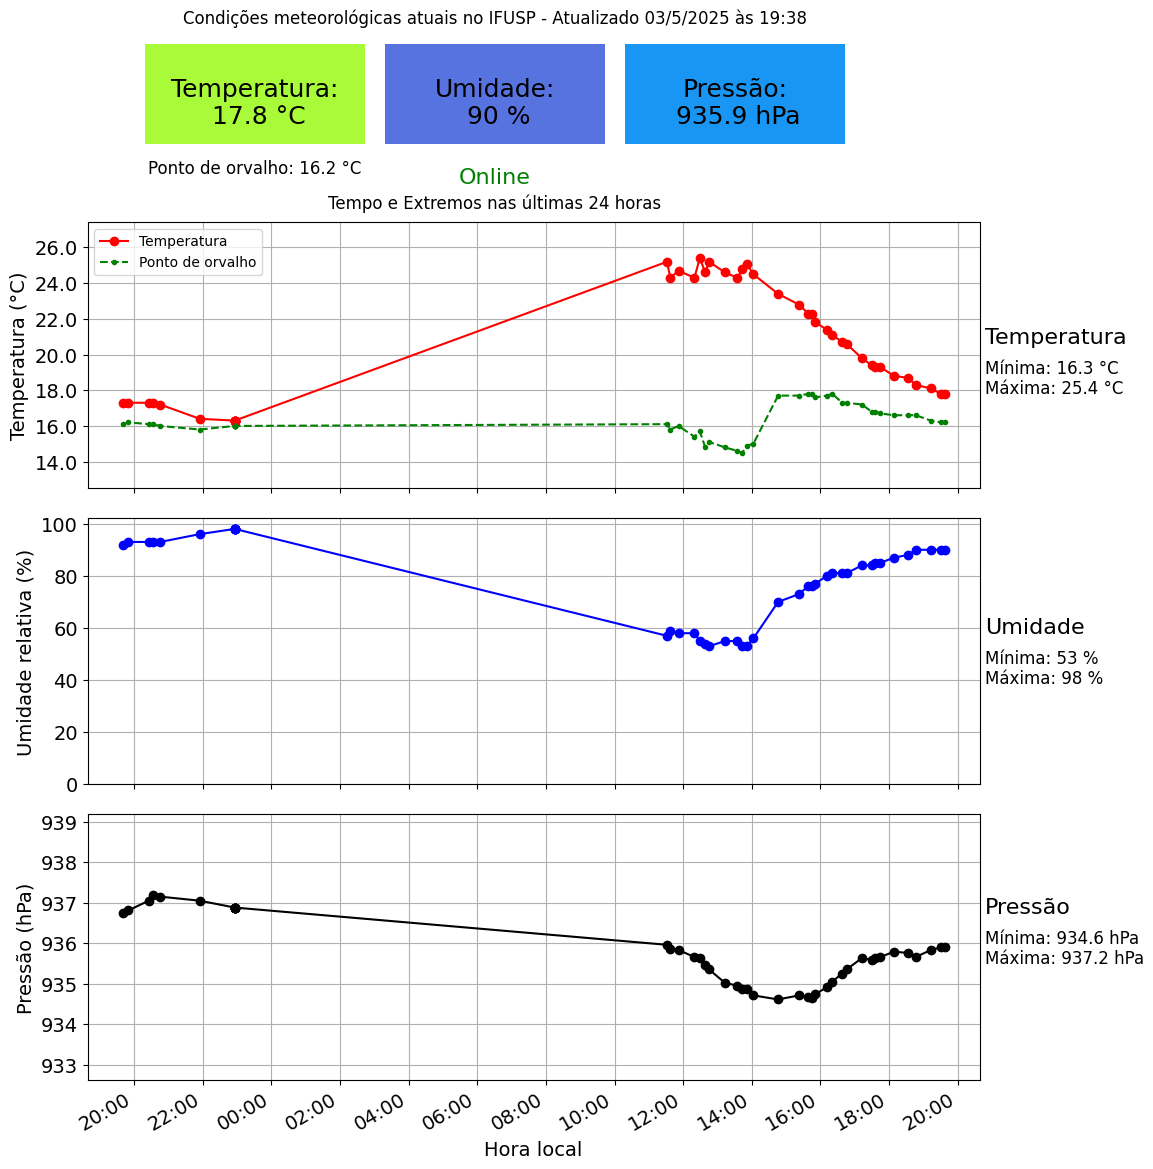 Condições meteorológicas atuais no IFUSP - Atualizado 03/5/2025 às 19:38
Temperatura:
17.8 °C
Umidade:
90 %
Pressão:
935.9 hPa
Ponto de orvalho: 16.2 °C
Online
Tempo e Extremos nas últimas 24 horas
Temperatura
Ponto de orvalho
Temperatura (°C)
26.0
24.0
22.0
20.0
18.0
16.0
14.0
Temperatura
Mínima: 16.3 °C
Máxima: 25.4 °C
Umidade relativa (%)
100
80
60
40
20
0
Umidade
Mínima: 53 %
Máxima: 98 %
Pressão (hPa)
939
938
937
936
935
934
933
Pressão
Mínima: 934.6 hPa
Máxima: 937.2 hPa
20:00 22:00 00:00 02:00 04:00 06:00 08:00 10:00 12:00 14:00 16:00 18:00 20:00
Hora local